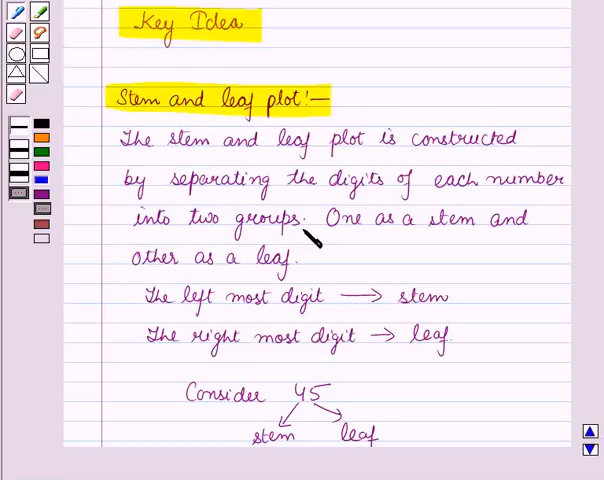 Key Idea
Stem and leaf plot:-
The stem and leaf plot is constructed
by separating the digits of each number
into two groups. One as a stem and
other as a leaf.
The left most digit → stem
The right most digit → leaf.
Consider 45
stem leaf